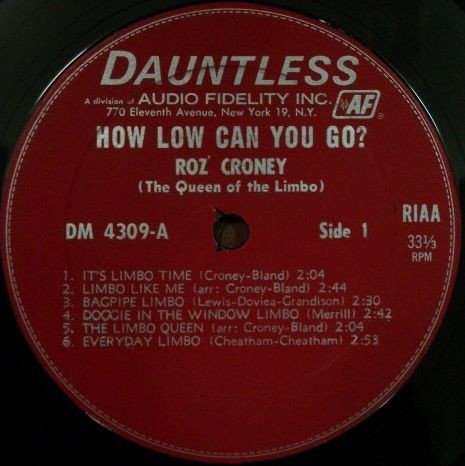 DAUNTLESS
A division of AUDIO FIDELITY INC. AF ®
770 Eleventh Avenue, New York 19, N.Y.
HOW LOW CAN YOU GO?
ROZ CRONEY
(The Queen of the Limbo)
DM 4309-A Side 1
RIAA
33⅓
RPM
1. IT'S LIMBO TIME (Croney-Bland) 2:04
2. LIMBO LIKE ME (arr: Croney-Bland) 2:44
3. BAGPIPE LIMBO (Lewis-Doviea-Grandison) 2:30
4. DOGGIE IN THE WINDOW LIMBO (Merrill) 2:42
5. THE LIMBO QUEEN (arr: Croney-Bland) 2:04
6. EVERYDAY LIMBO (Cheatham-Cheatham) 2:53